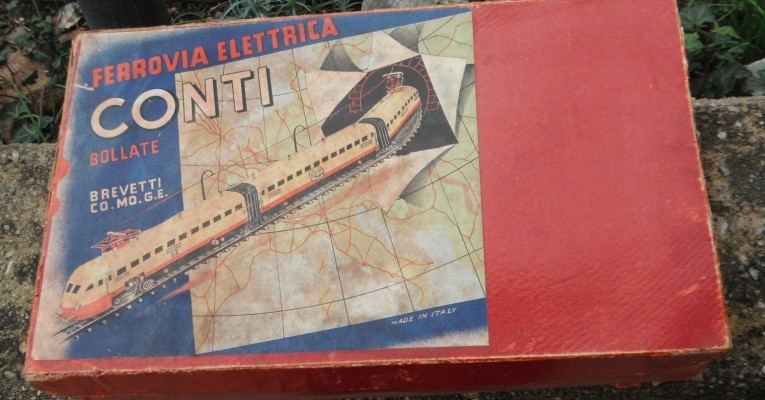 FERROVIA ELETTRICA
CONTI
BOLLATE
BREVETTI
CO.MO.G.E.
MADE IN ITALY